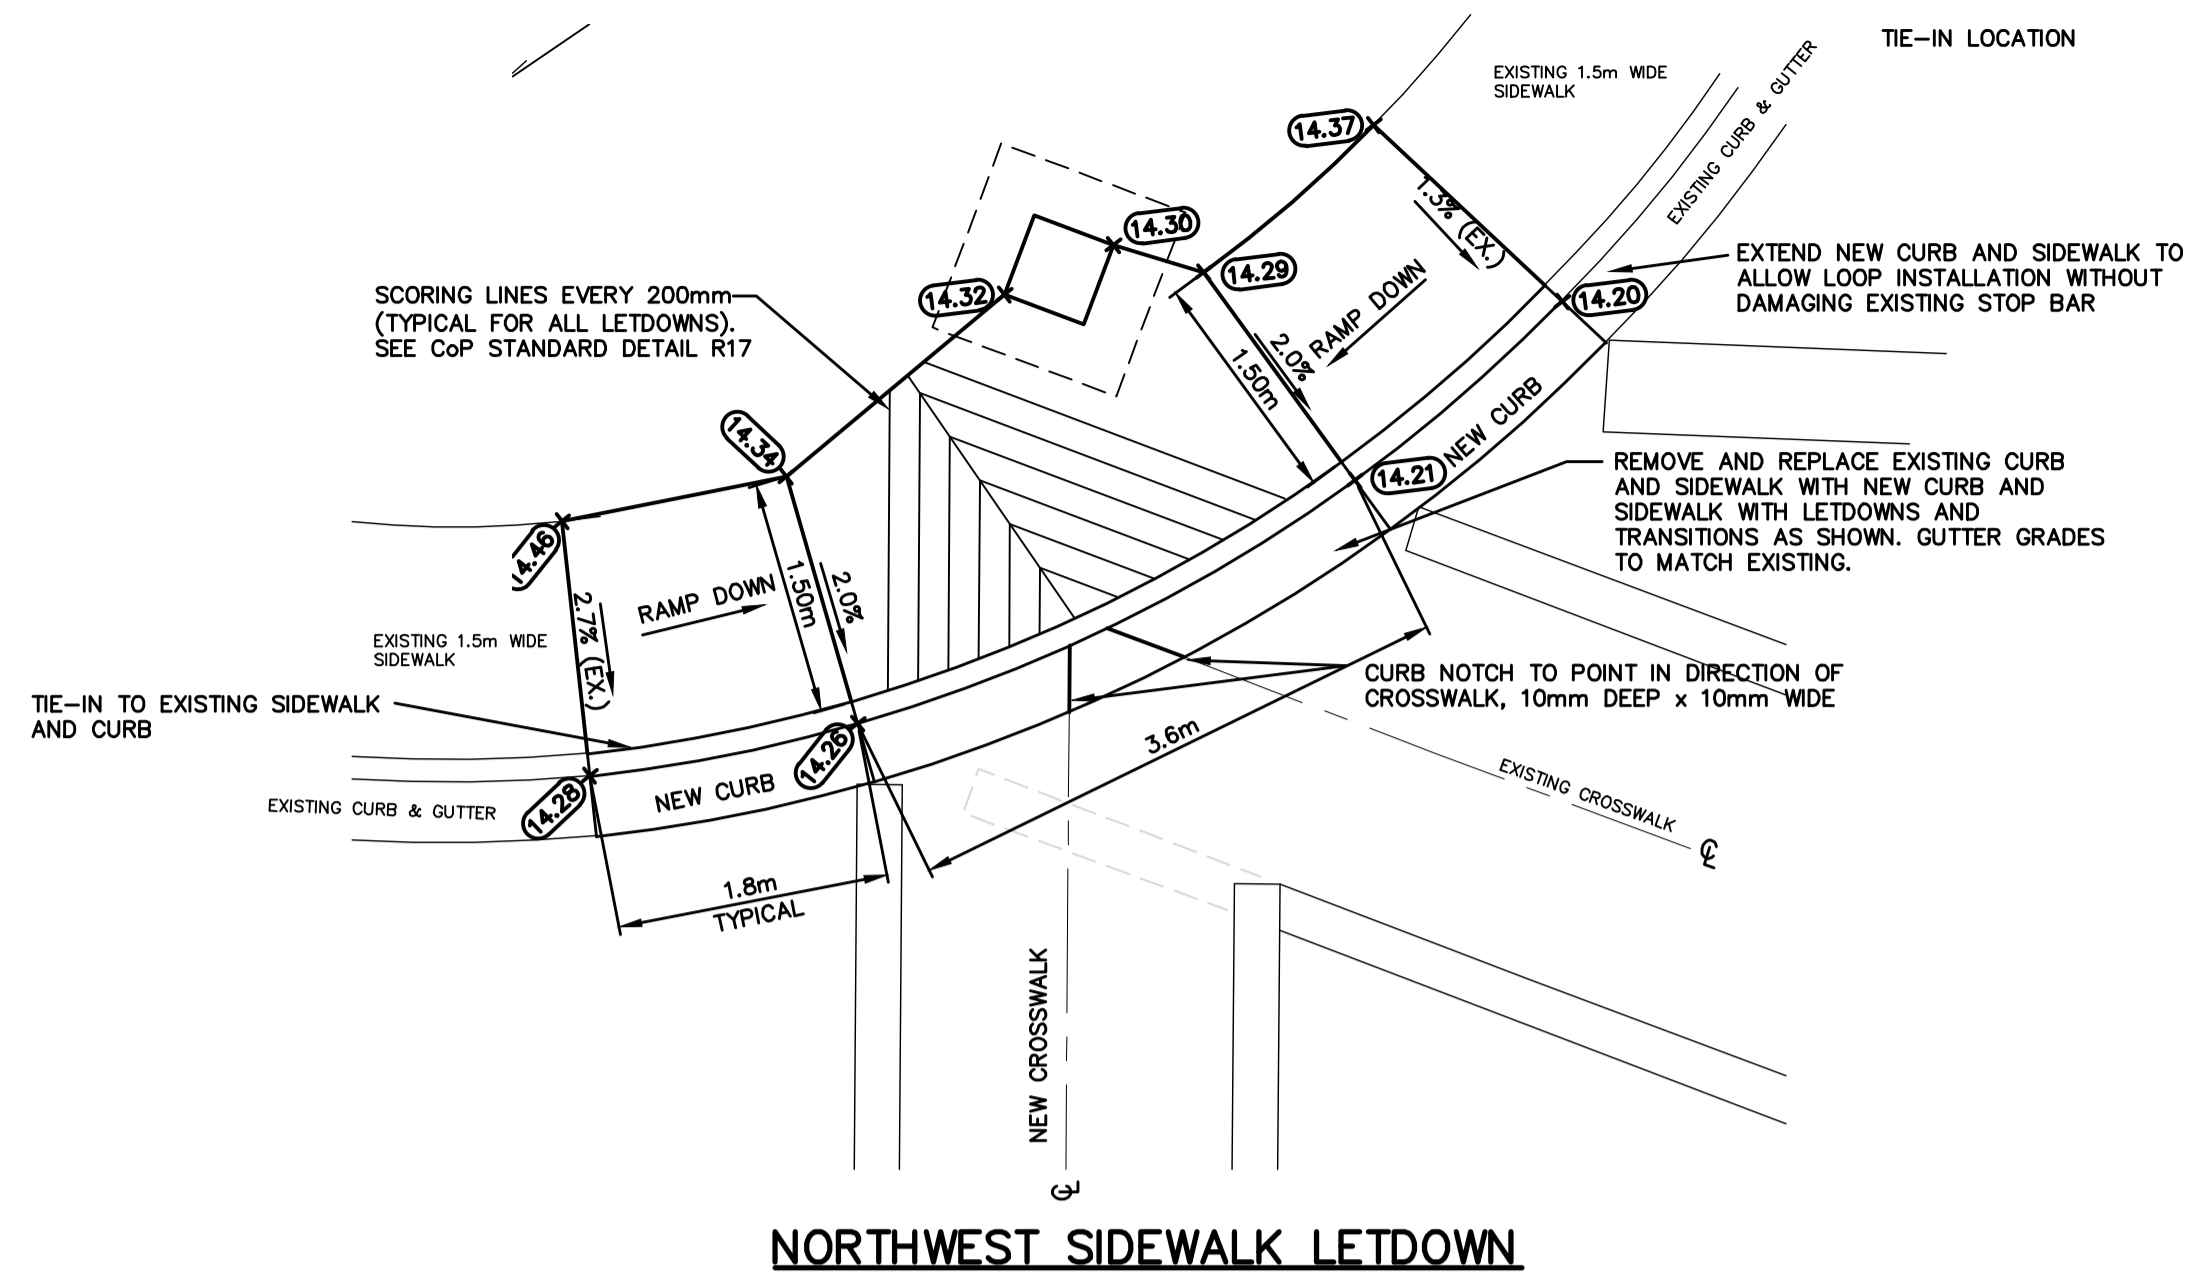 TIE-IN LOCATION
EXISTING 1.5m WIDE
SIDEWALK
EXISTING CURB & GUTTER
14.37
1.3% (EX.)
14.30
14.29
14.32
14.20
RAMP DOWN
2.0%
1.50m
EXTEND NEW CURB AND SIDEWALK TO
ALLOW LOOP INSTALLATION WITHOUT
DAMAGING EXISTING STOP BAR
SCORING LINES EVERY 200mm
(TYPICAL FOR ALL LETDOWNS).
SEE CoP STANDARD DETAIL R17
14.34
NEW CURB
14.21
REMOVE AND REPLACE EXISTING CURB
AND SIDEWALK WITH NEW CURB AND
SIDEWALK WITH LETDOWNS AND
TRANSITIONS AS SHOWN. GUTTER GRADES
TO MATCH EXISTING.
14.46
2.7% (EX.)
RAMP DOWN
1.50m
2.0%
EXISTING 1.5m WIDE
SIDEWALK
TIE-IN TO EXISTING SIDEWALK
AND CURB
CURB NOTCH TO POINT IN DIRECTION OF
CROSSWALK, 10mm DEEP x 10mm WIDE
3.6m
14.26
14.28
NEW CURB
EXISTING CURB & GUTTER
EXISTING CROSSWALK
℄
1.8m
TYPICAL
NEW CROSSWALK
℄
NORTHWEST SIDEWALK LETDOWN